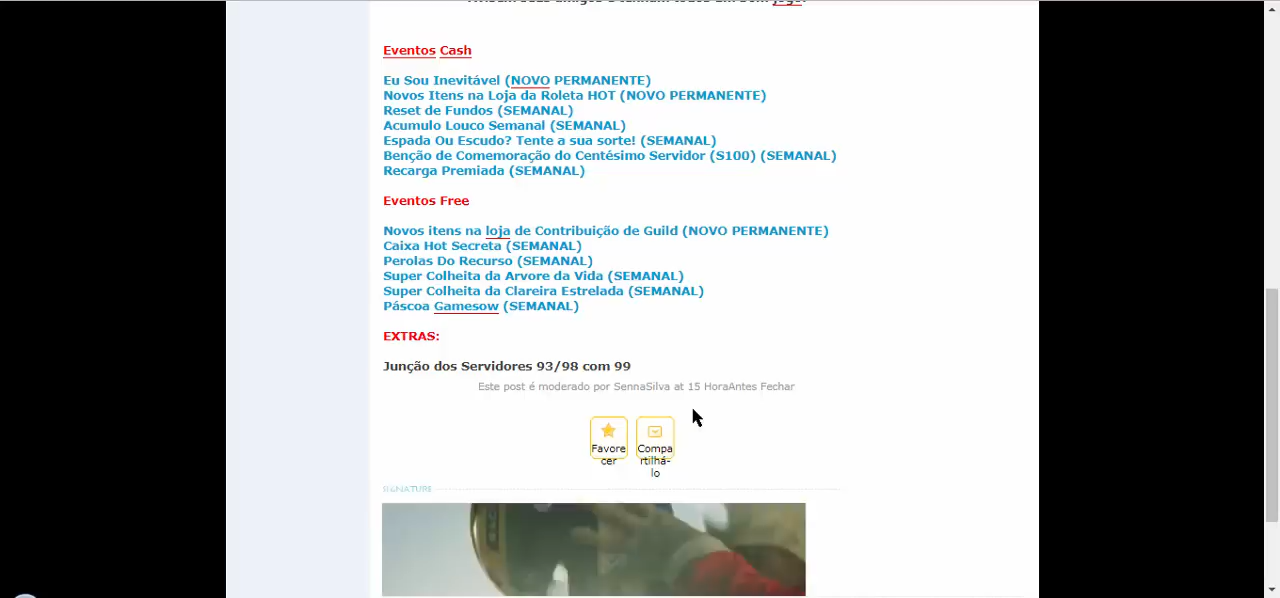 Eventos Cash
Eu Sou Inevitável (NOVO PERMANENTE)
Novos Itens na Loja da Roleta HOT (NOVO PERMANENTE)
Reset de Fundos (SEMANAL)
Acumulo Louco Semanal (SEMANAL)
Espada Ou Escudo? Tente a sua sorte! (SEMANAL)
Benção de Comemoração do Centésimo Servidor (S100) (SEMANAL)
Recarga Premiada (SEMANAL)
Eventos Free
Novos itens na loja de Contribuição de Guild (NOVO PERMANENTE)
Caixa Hot Secreta (SEMANAL)
Perolas Do Recurso (SEMANAL)
Super Colheita da Arvore da Vida (SEMANAL)
Super Colheita da Clareira Estrelada (SEMANAL)
Páscoa Gamesow (SEMANAL)
EXTRAS:
Junção dos Servidores 93/98 com 99
Este post é moderado por SennaSilva at 15 HoraAntes Fechar
Favore
cer
Compa
rtilhá-
lo
SIGNATURE